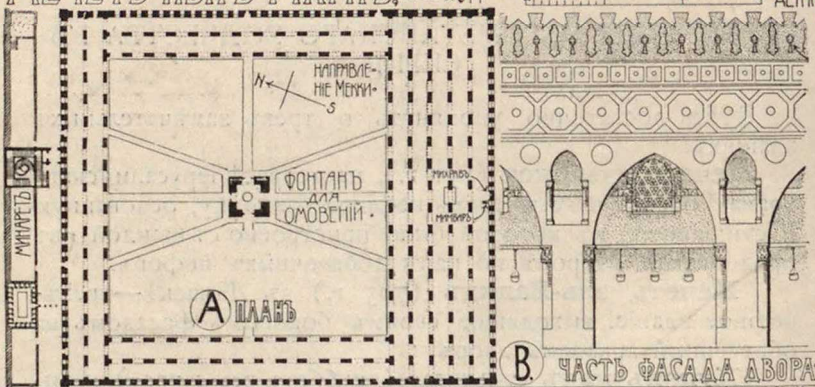 НАПРАВЛЕ-
НІЕ МЕККИ·
N
S
ФОНТАНЪ
ДЛЯ
ОМОВЕНІЙ·
МИХРАБЪ
МИМБАРЪ
МИНАРЕТЪ
А ПЛАНЪ
В. ЧАСТЬ ФАСАДА ДВОРА